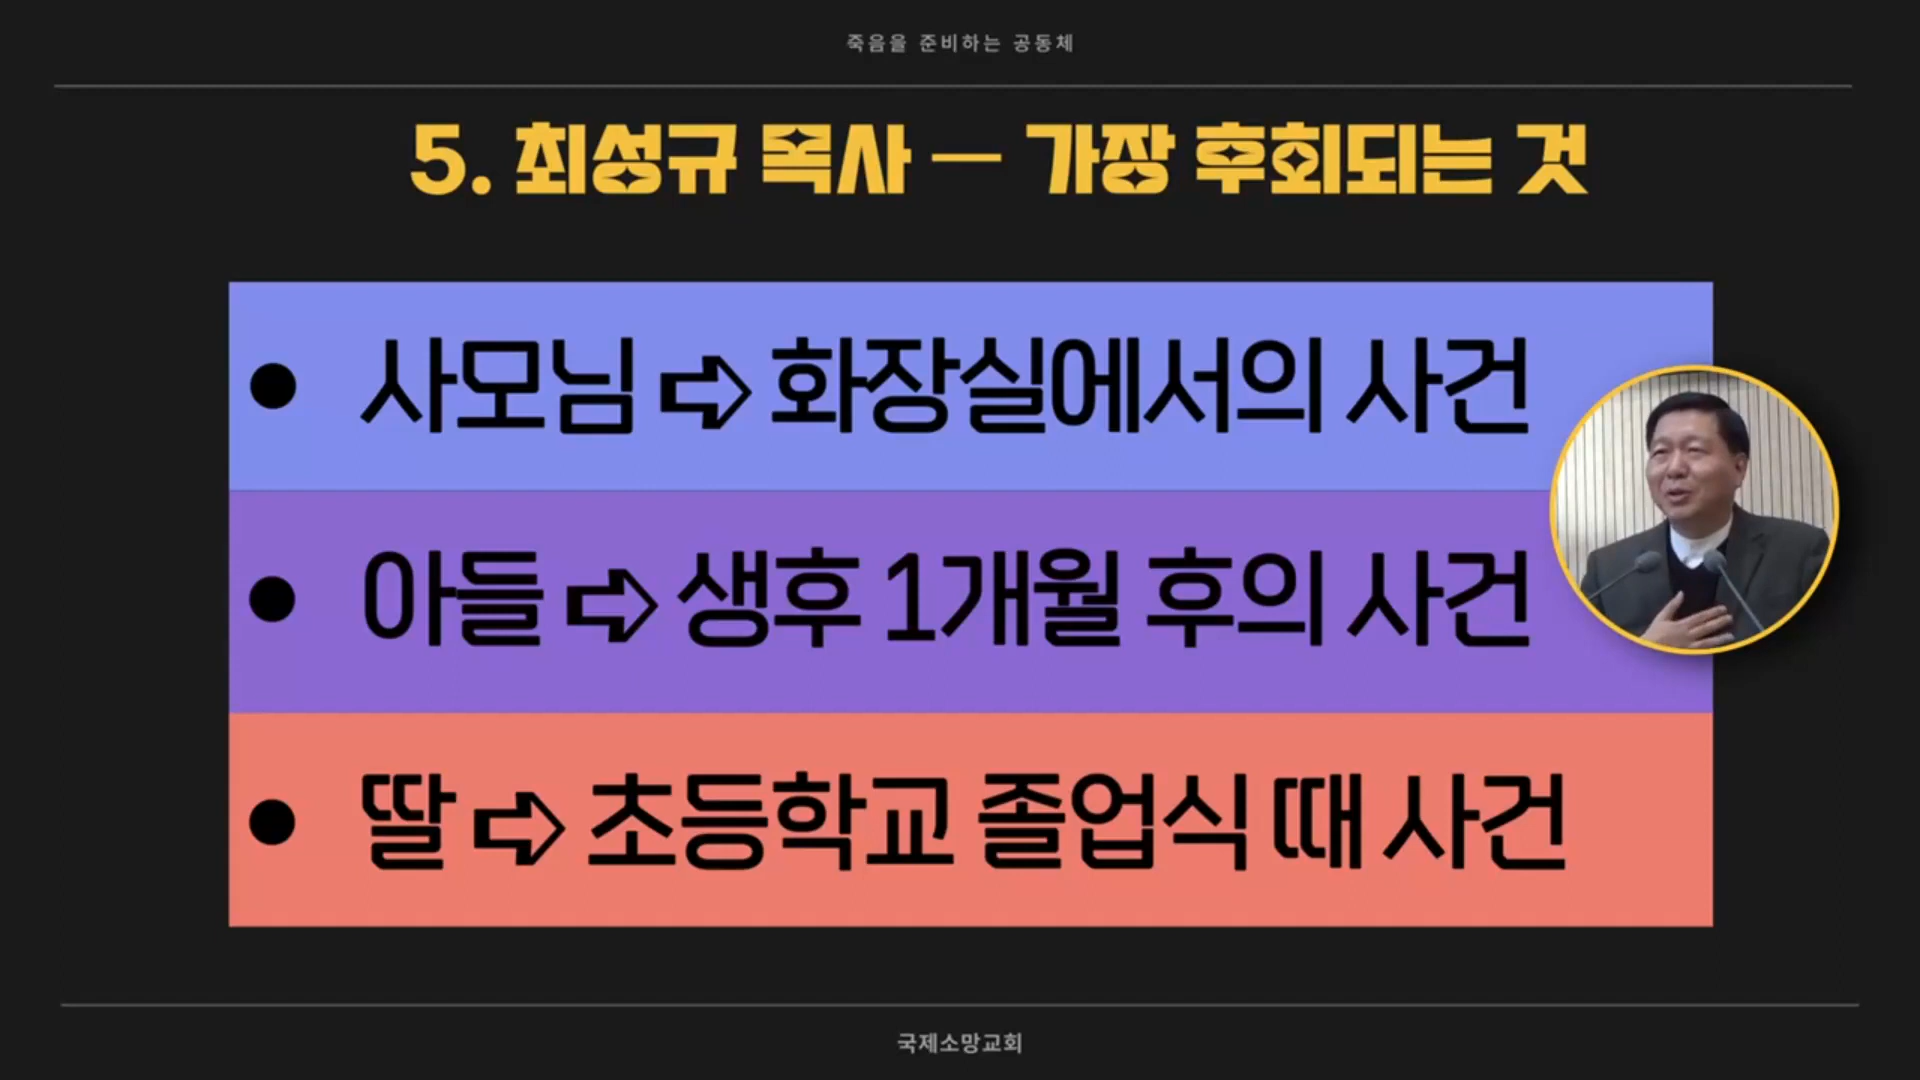 죽음을 준비하는 공동체
5. 최성규 목사 — 가장 후회되는 것
● 사모님 ➩ 화장실에서의 사건
● 아들 ➩ 생후 1개월 후의 사건
● 딸 ➩ 초등학교 졸업식 때 사건
국제소망교회